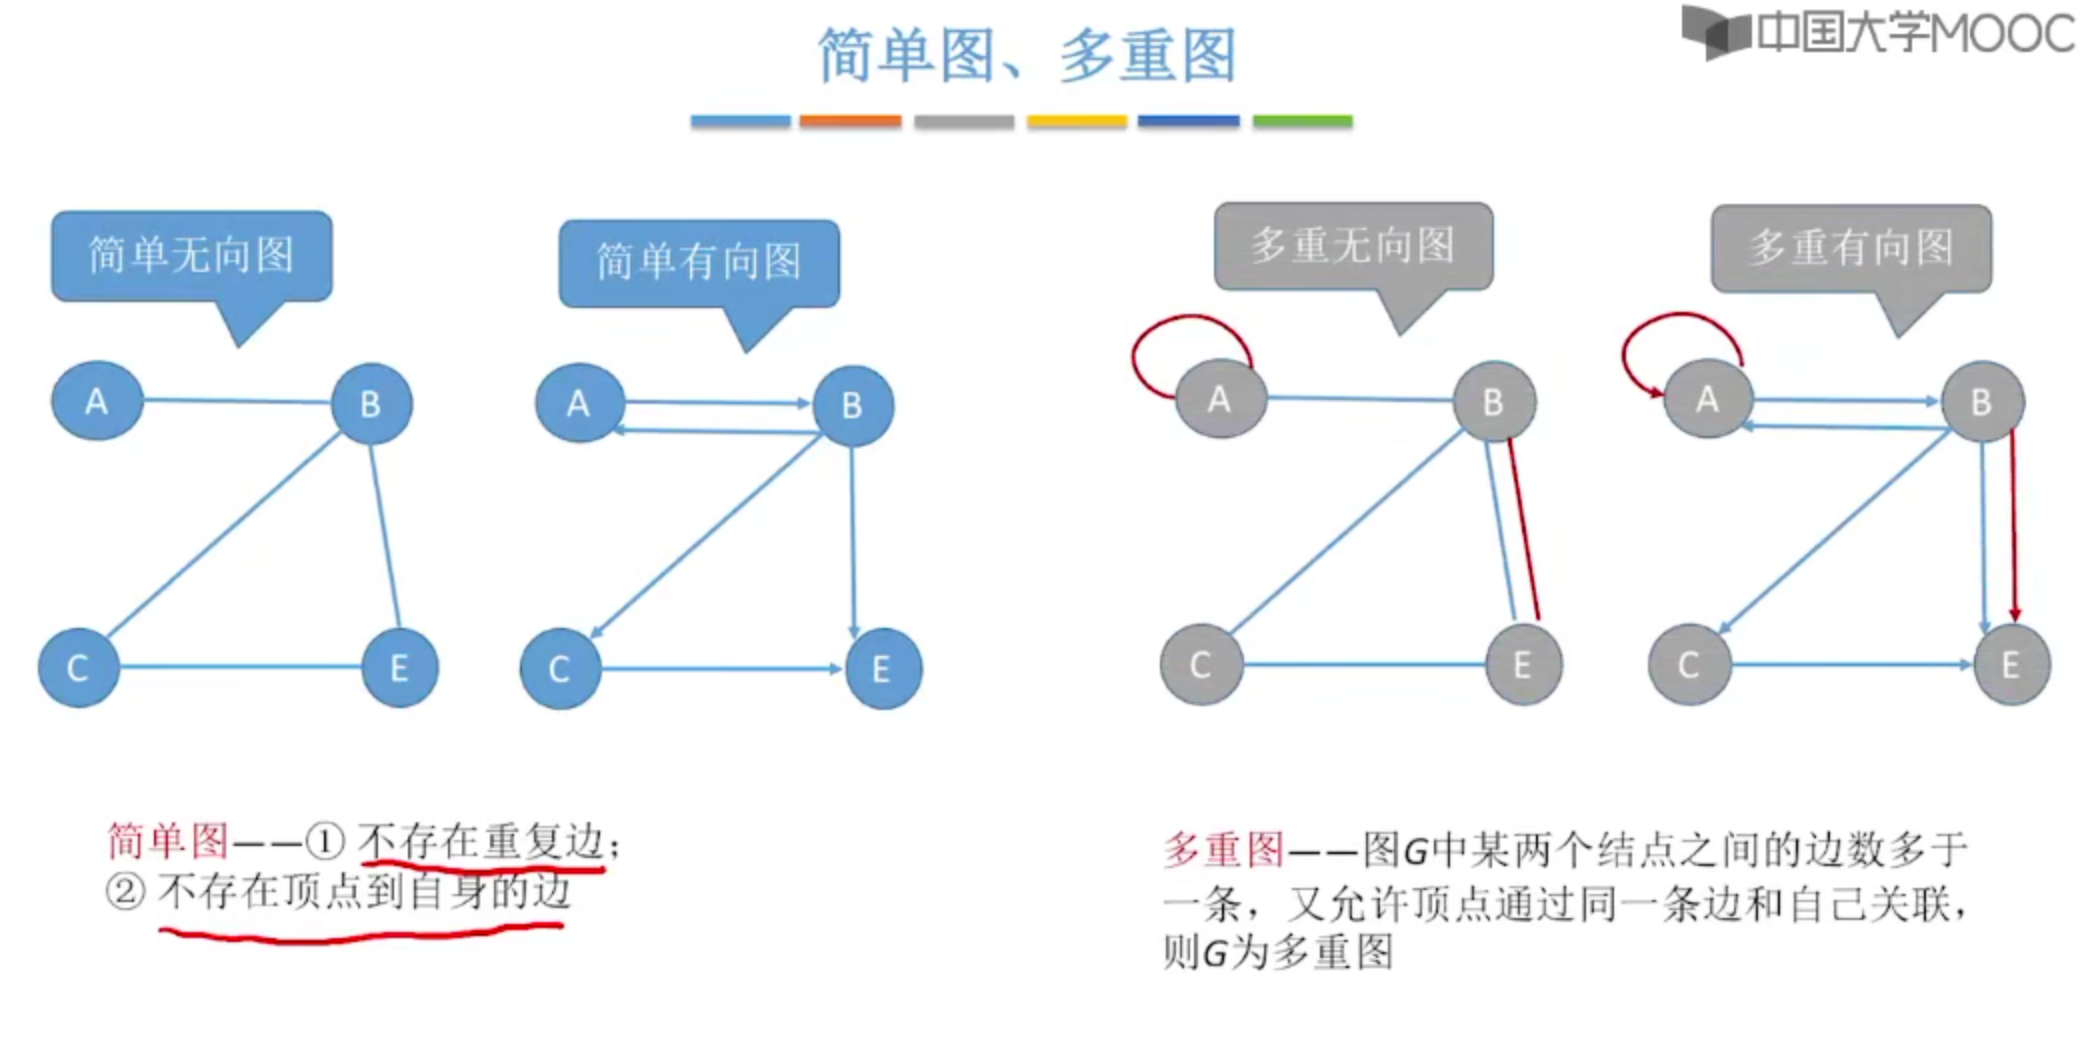 中国大学MOOC
简单图、多重图
简单无向图
简单有向图
多重无向图
多重有向图
A
B
C
E
A
B
C
E
A
B
C
E
A
B
C
E
简单图——① 不存在重复边;
② 不存在顶点到自身的边
多重图——图G中某两个结点之间的边数多于
一条，又允许顶点通过同一条边和自己关联，
则G为多重图